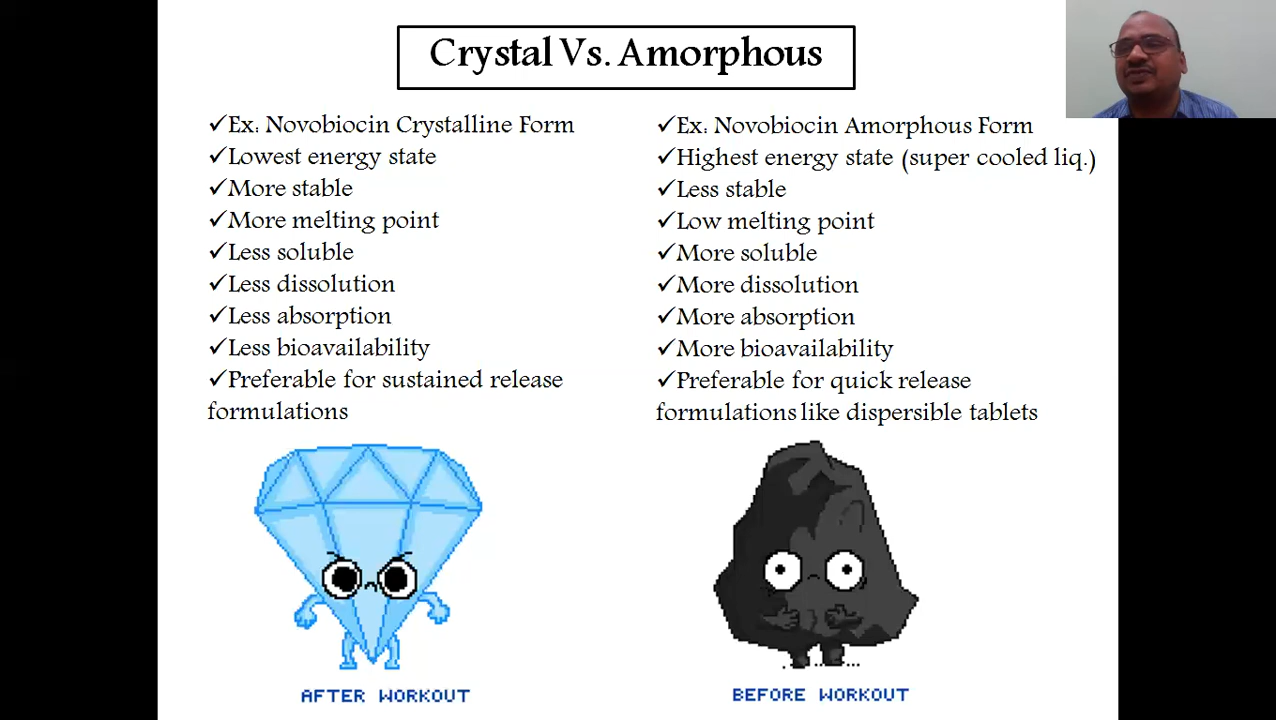 Crystal Vs. Amorphous
✓Ex: Novobiocin Crystalline Form
✓Lowest energy state
✓More stable
✓More melting point
✓Less soluble
✓Less dissolution
✓Less absorption
✓Less bioavailability
✓Preferable for sustained release
formulations
✓Ex: Novobiocin Amorphous Form
✓Highest energy state (super cooled liq.)
✓Less stable
✓Low melting point
✓More soluble
✓More dissolution
✓More absorption
✓More bioavailability
✓Preferable for quick release
formulations like dispersible tablets
AFTER WORKOUT
BEFORE WORKOUT